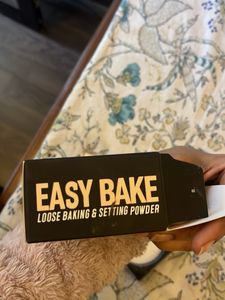 EASY BAKE
LOOSE BAKING & SETTING POWDER